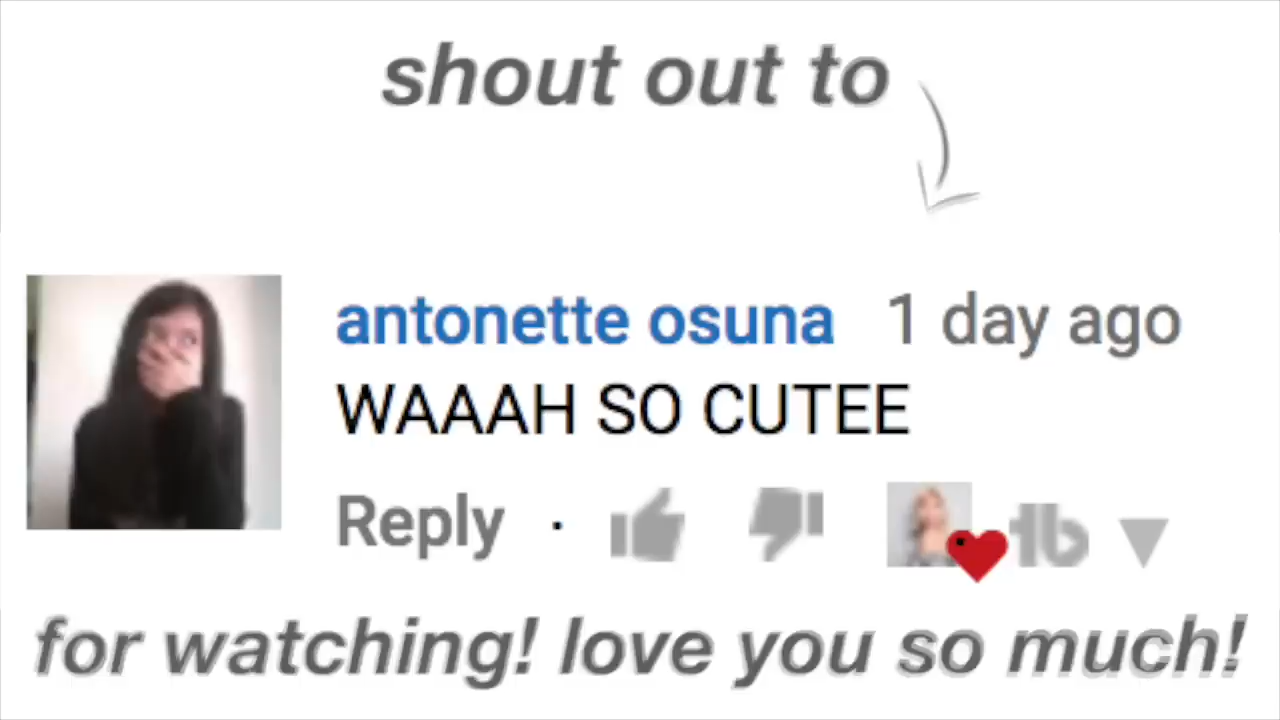 shout out to
antonette osuna 1 day ago
WAAAH SO CUTEE
Reply ·
for watching! love you so much!